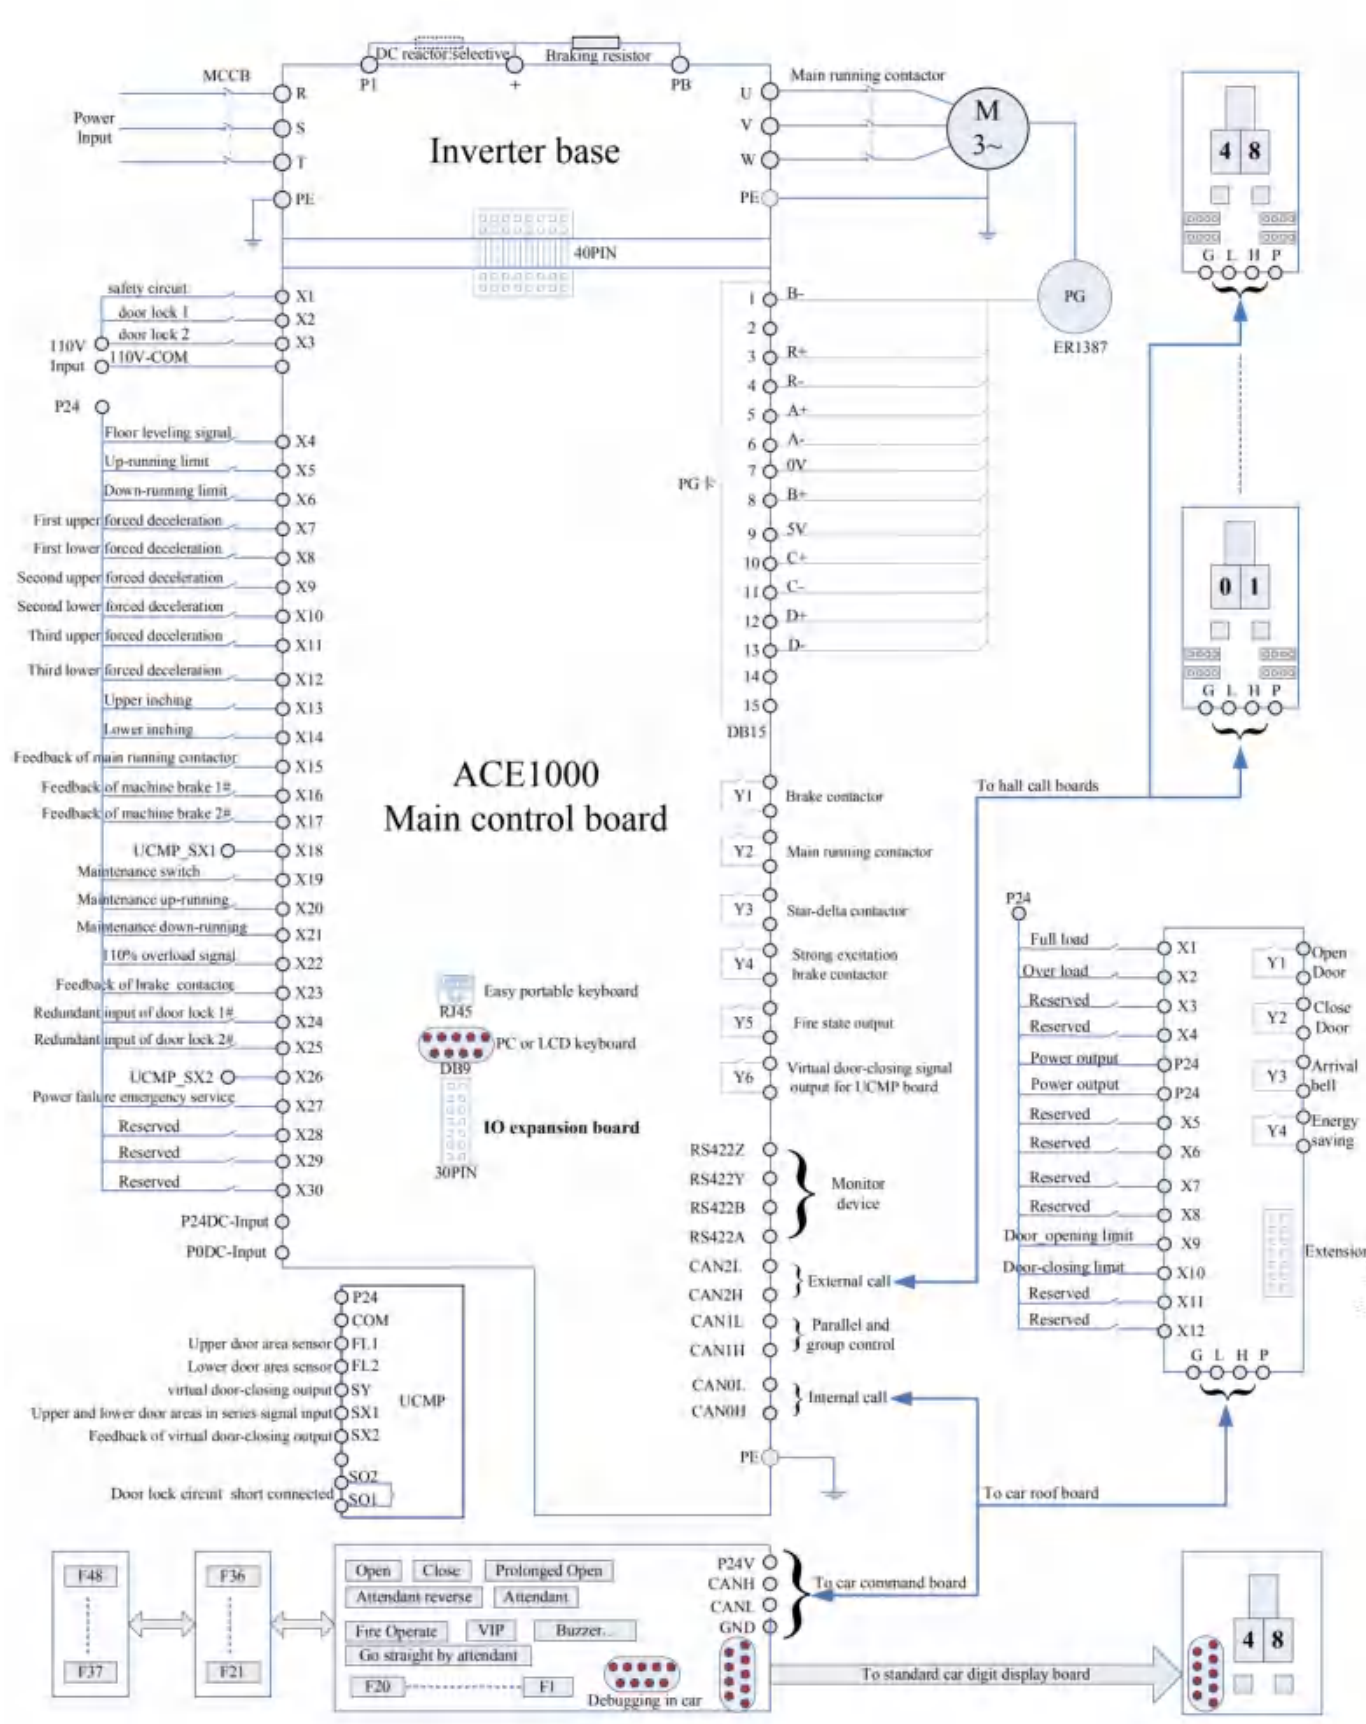 DC reactor:selective
Braking resistor
P1
+
PB
MCCB
Power
Input
R
S
T
PE
Inverter base
Main running contactor
U
V
W
PE
M
3~
40PIN
PG
ER1387
4 8
G L H P
safety circuit
X1
door lock 1
X2
door lock 2
X3
110V
Input
110V-COM
P24
Floor leveling signal
X4
Up-running limit
X5
Down-running limit
X6
First upper forced deceleration
X7
First lower forced deceleration
X8
Second upper forced deceleration
X9
Second lower forced deceleration
X10
Third upper forced deceleration
X11
Third lower forced deceleration
X12
Upper inching
X13
Lower inching
X14
Feedback of main running contactor
X15
Feedback of machine brake 1#
X16
Feedback of machine brake 2#
X17
UCMP_SX1
X18
Maintenance switch
X19
Maintenance up-running
X20
Maintenance down-running
X21
110% overload signal
X22
Feedback of brake contactor
X23
Redundant input of door lock 1#
X24
Redundant input of door lock 2#
X25
UCMP_SX2
X26
Power failure emergency service
X27
Reserved
X28
Reserved
X29
Reserved
X30
P24DC-Input
P0DC-Input
ACE1000
Main control board
RJ45
Easy portable keyboard
DB9
PC or LCD keyboard
IO expansion board
30PIN
PG卡
1 B-
2
3 R+
4 R-
5 A+
6 A-
7 0V
8 B+
9 5V
10 C+
11 C-
12 D+
13 D-
14
15
DB15
Y1 Brake contactor
Y2 Main running contactor
Y3 Star-delta contactor
Y4 Strong excitation
brake contactor
Y5 Fire state output
Y6 Virtual door-closing signal
output for UCMP board
RS422Z
RS422Y
RS422B
RS422A
Monitor
device
CAN2L
CAN2H
External call
CAN1L
CAN1H
Parallel and
group control
CAN0L
CAN0H
Internal call
PE
0 1
G L H P
To hall call boards
P24
Full load
X1
Over load
X2
Reserved
X3
Reserved
X4
Power output
P24
Power output
P24
Reserved
X5
Reserved
X6
Reserved
X7
Reserved
X8
Door_opening limit
X9
Door-closing limit
X10
Reserved
X11
Reserved
X12
Y1 Open
Door
Y2 Close
Door
Y3 Arrival
bell
Y4 Energy
saving
Extension
G L H P
To car roof board
P24
COM
Upper door area sensor FL1
Lower door area sensor FL2
virtual door-closing output SY
Upper and lower door areas in series signal input SX1
Feedback of virtual door-closing output SX2
SO2
Door lock circuit short connected
SO1
UCMP
F48
F37
F36
F21
Open Close Prolonged Open
Attendant reverse Attendant
Fire Operate VIP Buzzer...
Go straight by attendant
F20 F1
Debugging in car
P24V
CANH
CANL
GND
To car command board
To standard car digit display board
4 8